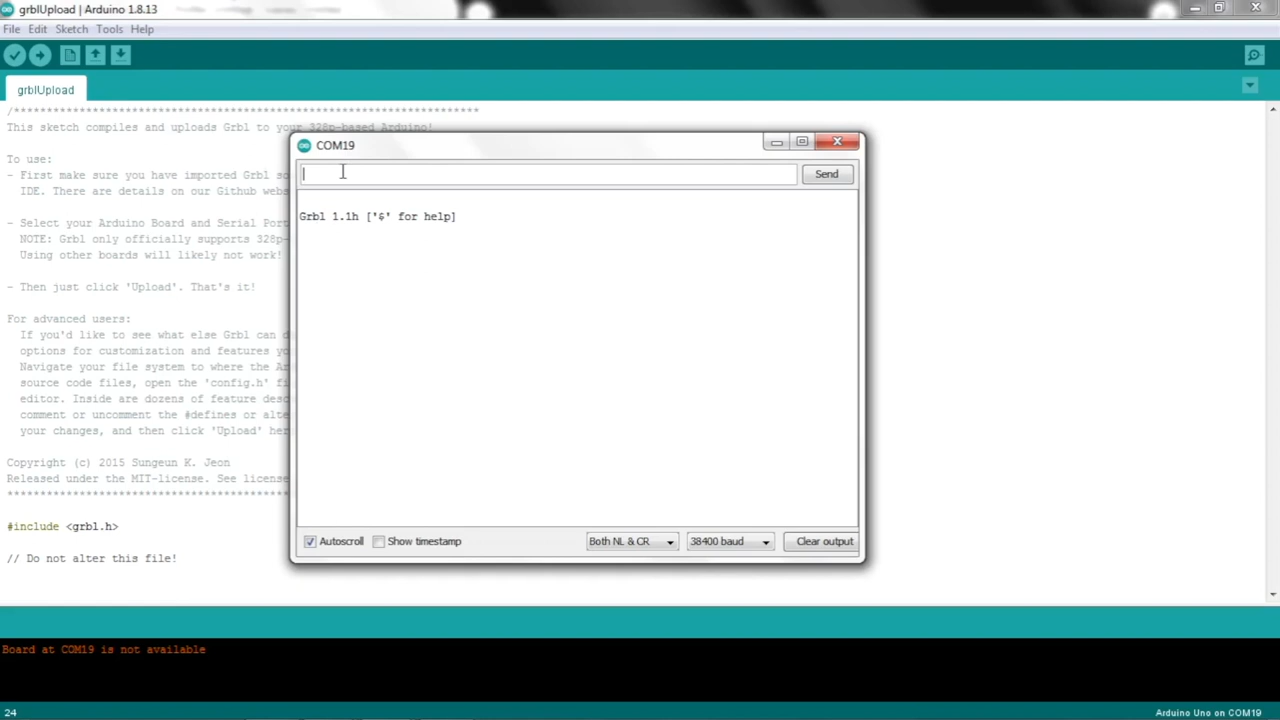 grblUpload | Arduino 1.8.13
File Edit Sketch Tools Help
grblUpload
/***********************************************************************
This sketch compiles and uploads Grbl to your 328p-based Arduino!
To use:
- First make sure you have imported Grbl so
IDE. There are details on our Github webs
- Select your Arduino Board and Serial Port
NOTE: Grbl only officially supports 328p-
Using other boards will likely not work!
- Then just click 'Upload'. That's it!
For advanced users:
If you'd like to see what else Grbl can d
options for customization and features yo
Navigate your file system to where the Ar
source code files, open the 'config.h' fi
editor. Inside are dozens of feature desc
comment or uncomment the #defines or alte
your changes, and then click 'Upload' her
Copyright (c) 2015 Sungeun K. Jeon
Released under the MIT-license. See license
*******************************************
#include <grbl.h>
// Do not alter this file!
COM19
Send
Grbl 1.1h ['$' for help]
Autoscroll Show timestamp Both NL & CR 38400 baud Clear output
Board at COM19 is not available
24 Arduino Uno on COM19